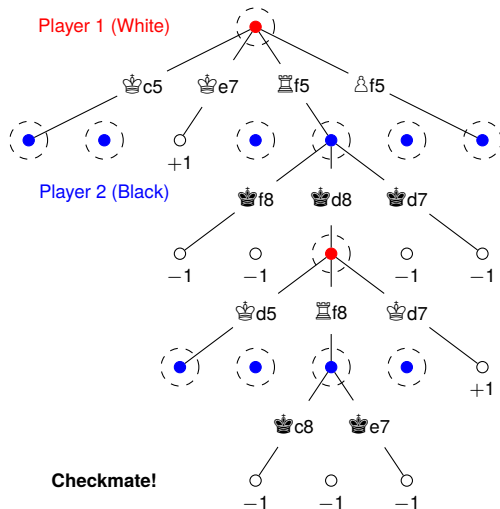 Player 1 (White)
♔c5 ♔e7 ♖f5 ♙f5
+1
Player 2 (Black)
♚f8 ♚d8 ♚d7
−1 −1 −1 −1
♔d5 ♖f8 ♔d7
+1
♚c8 ♚e7
Checkmate!
−1 −1 −1